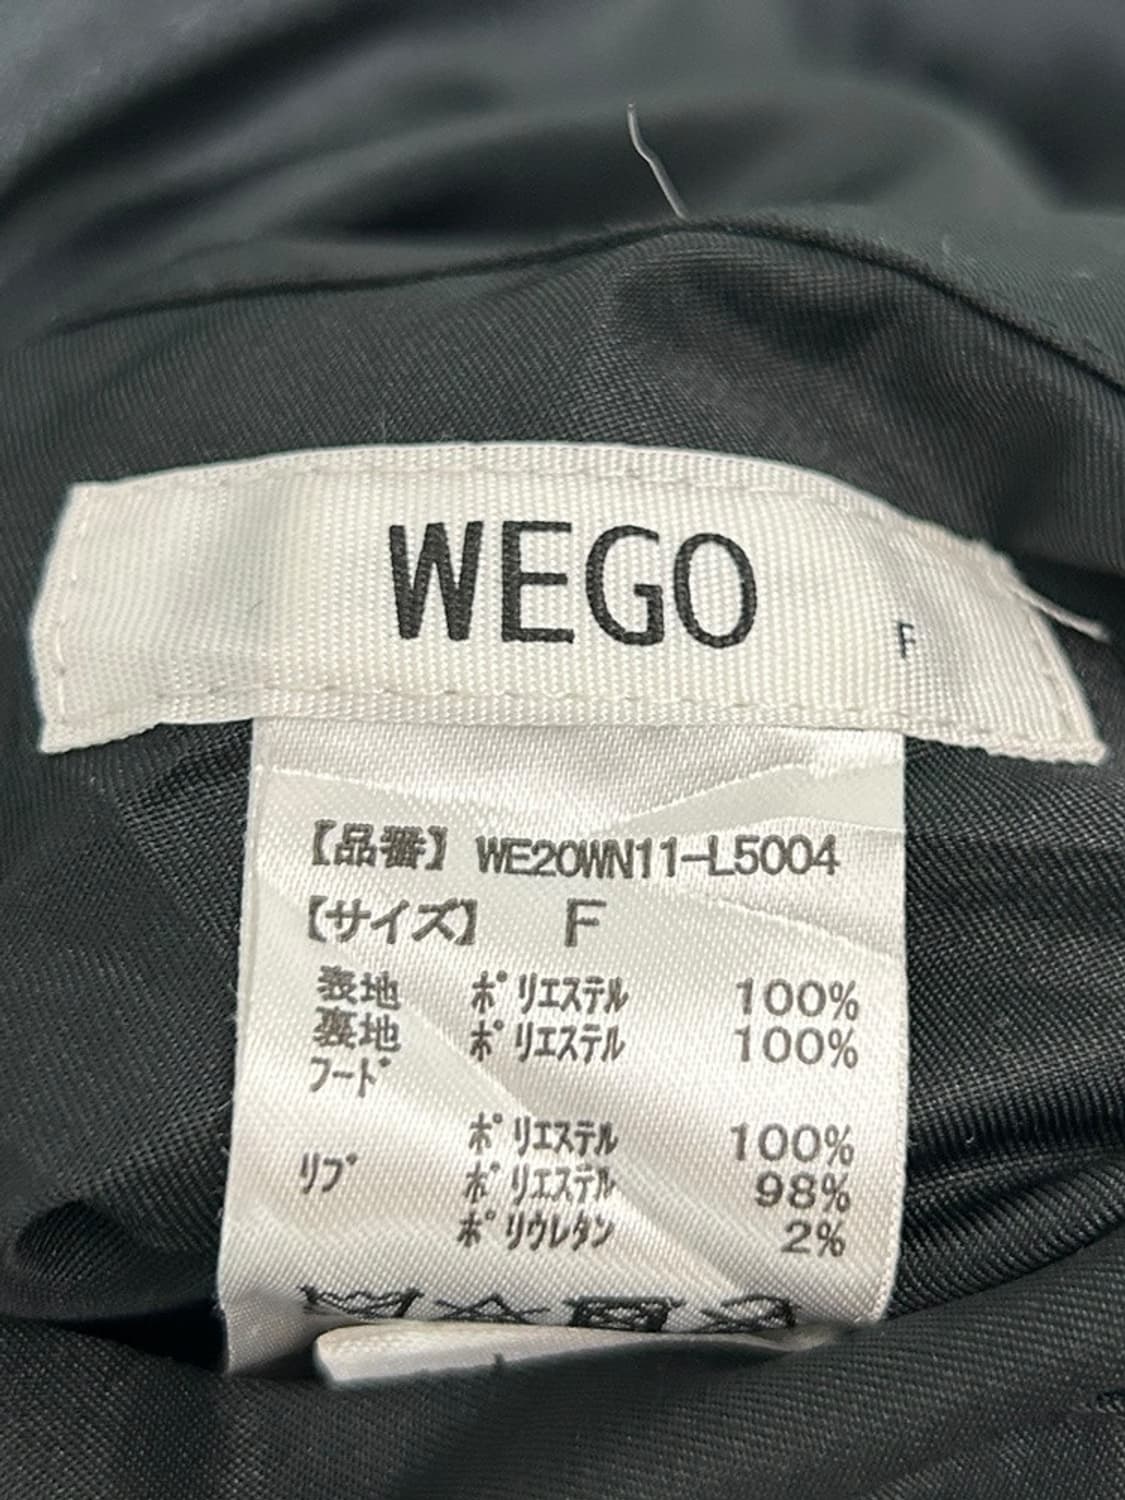 WEGO
F
【品番】 WE20WN11-L5004
【サイズ】 F
表地 ポリエステル 100%
裏地 ポリエステル 100%
フード
ポリエステル 100%
リブ ポリエステル 98%
ポリウレタン 2%